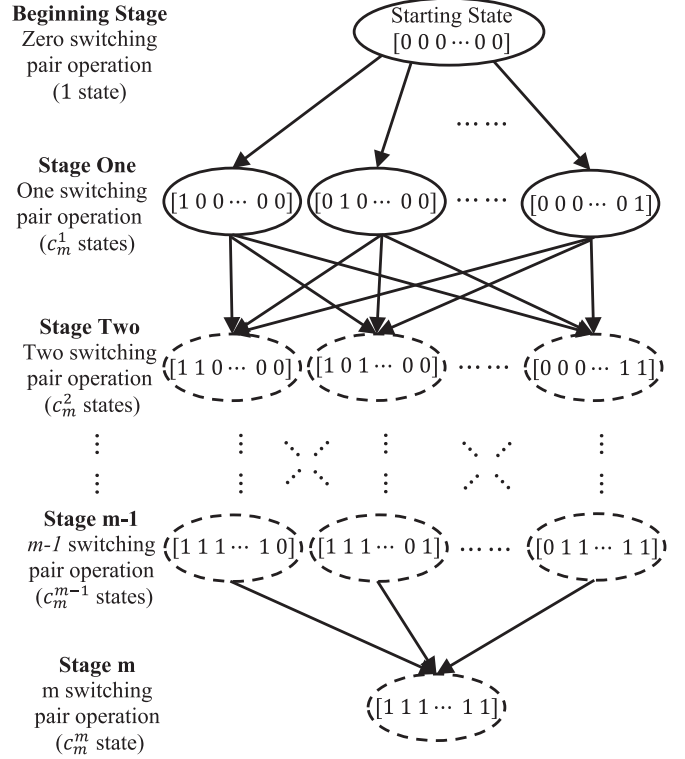 Beginning Stage
Zero switching
pair operation
(1 state)
Starting State
[0 0 0 ⋯ 0 0]
⋯⋯
Stage One
One switching
pair operation
(c_m^1 states)
[1 0 0 ⋯ 0 0]
[0 1 0 ⋯ 0 0]
⋯⋯
[0 0 0 ⋯ 0 1]
Stage Two
Two switching
pair operation
(c_m^2 states)
[1 1 0 ⋯ 0 0]
[1 0 1 ⋯ 0 0]
⋯⋯
[0 0 0 ⋯ 1 1]
Stage m-1
m-1 switching
pair operation
(c_m^{m-1} states)
[1 1 1 ⋯ 1 0]
[1 1 1 ⋯ 0 1]
⋯⋯
[0 1 1 ⋯ 1 1]
Stage m
m switching
pair operation
(c_m^m state)
[1 1 1 ⋯ 1 1]